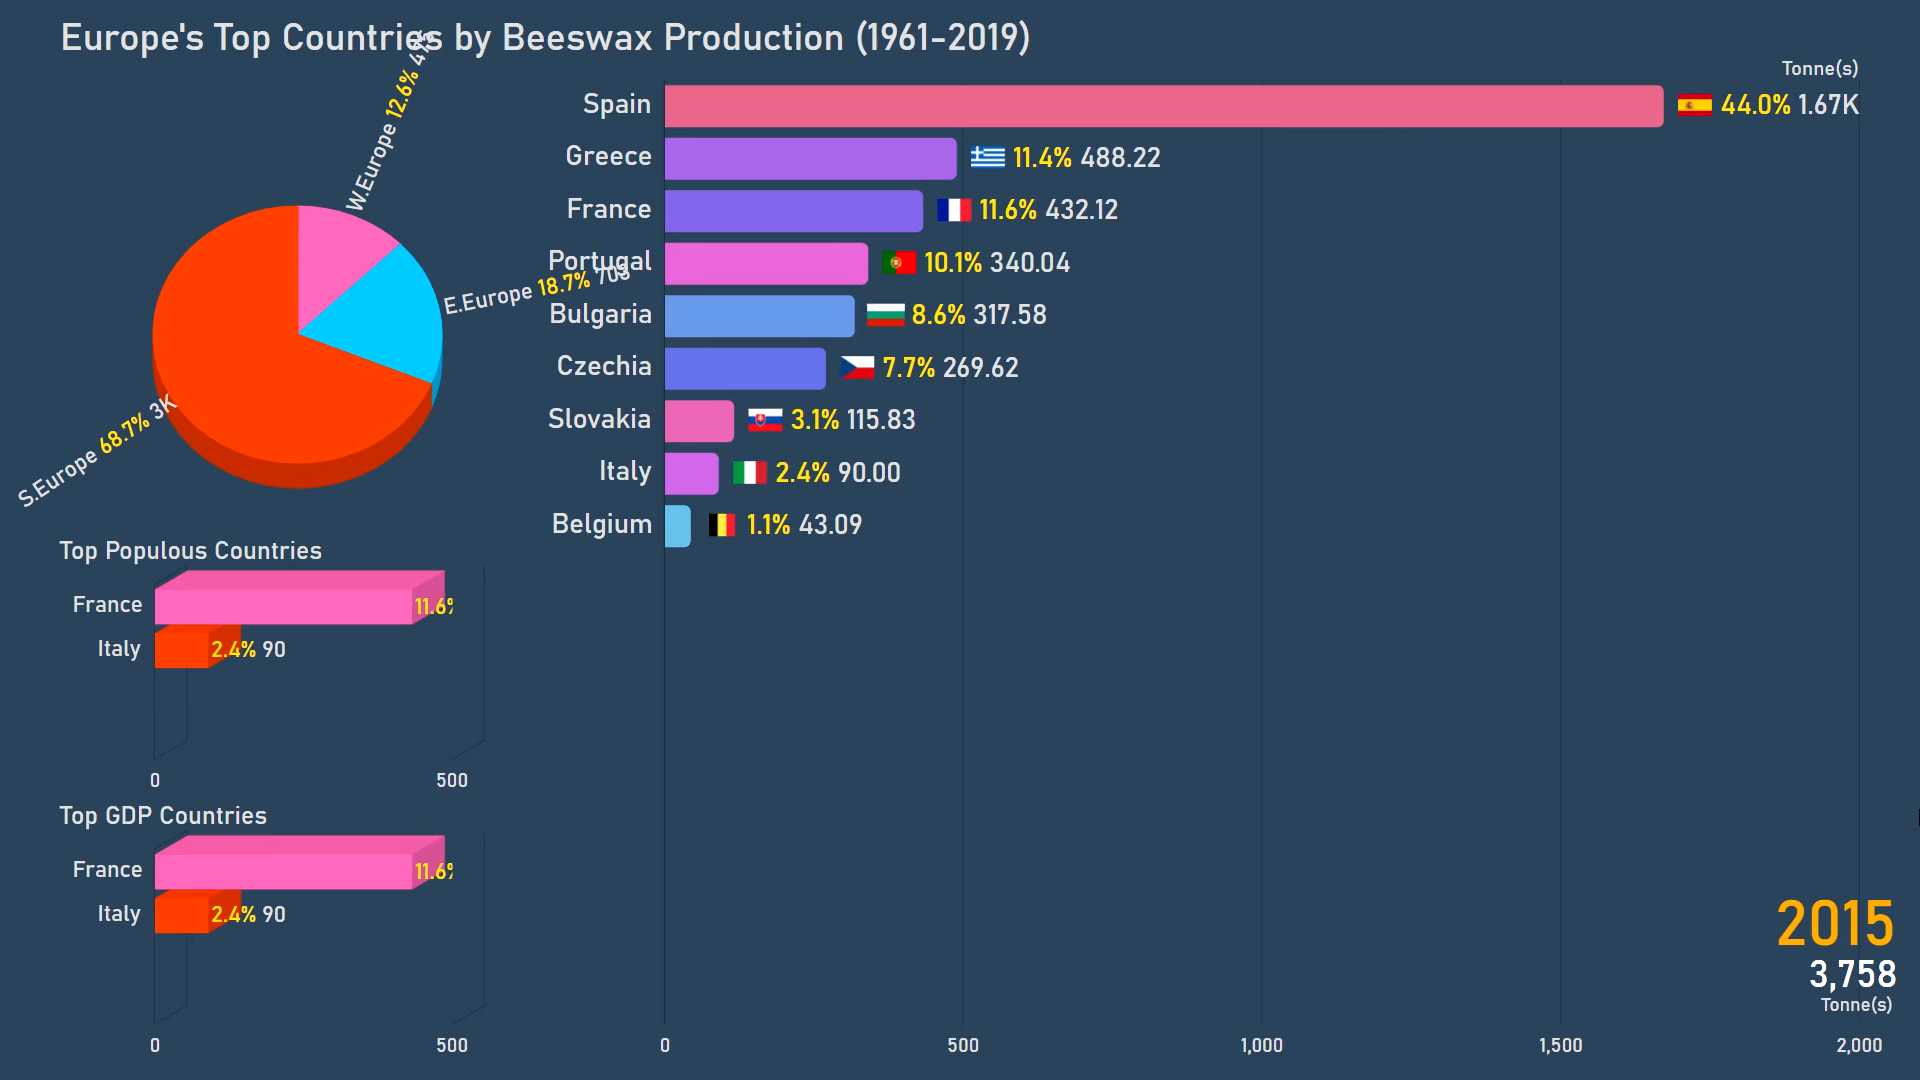 Europe's Top Countries by Beeswax Production (1961-2019)
Tonne(s)
W.Europe 12.6%
E.Europe 18.7%
S.Europe 68.7% 3K
Spain 44.0% 1.67K
Greece 11.4% 488.22
France 11.6% 432.12
Portugal 10.1% 340.04
Bulgaria 8.6% 317.58
Czechia 7.7% 269.62
Slovakia 3.1% 115.83
Italy 2.4% 90.00
Belgium 1.1% 43.09
0 500 1,000 1,500 2,000
Top Populous Countries
France 11.6%
Italy 2.4% 90
0 500
Top GDP Countries
France 11.6%
Italy 2.4% 90
0 500
2015
3,758
Tonne(s)